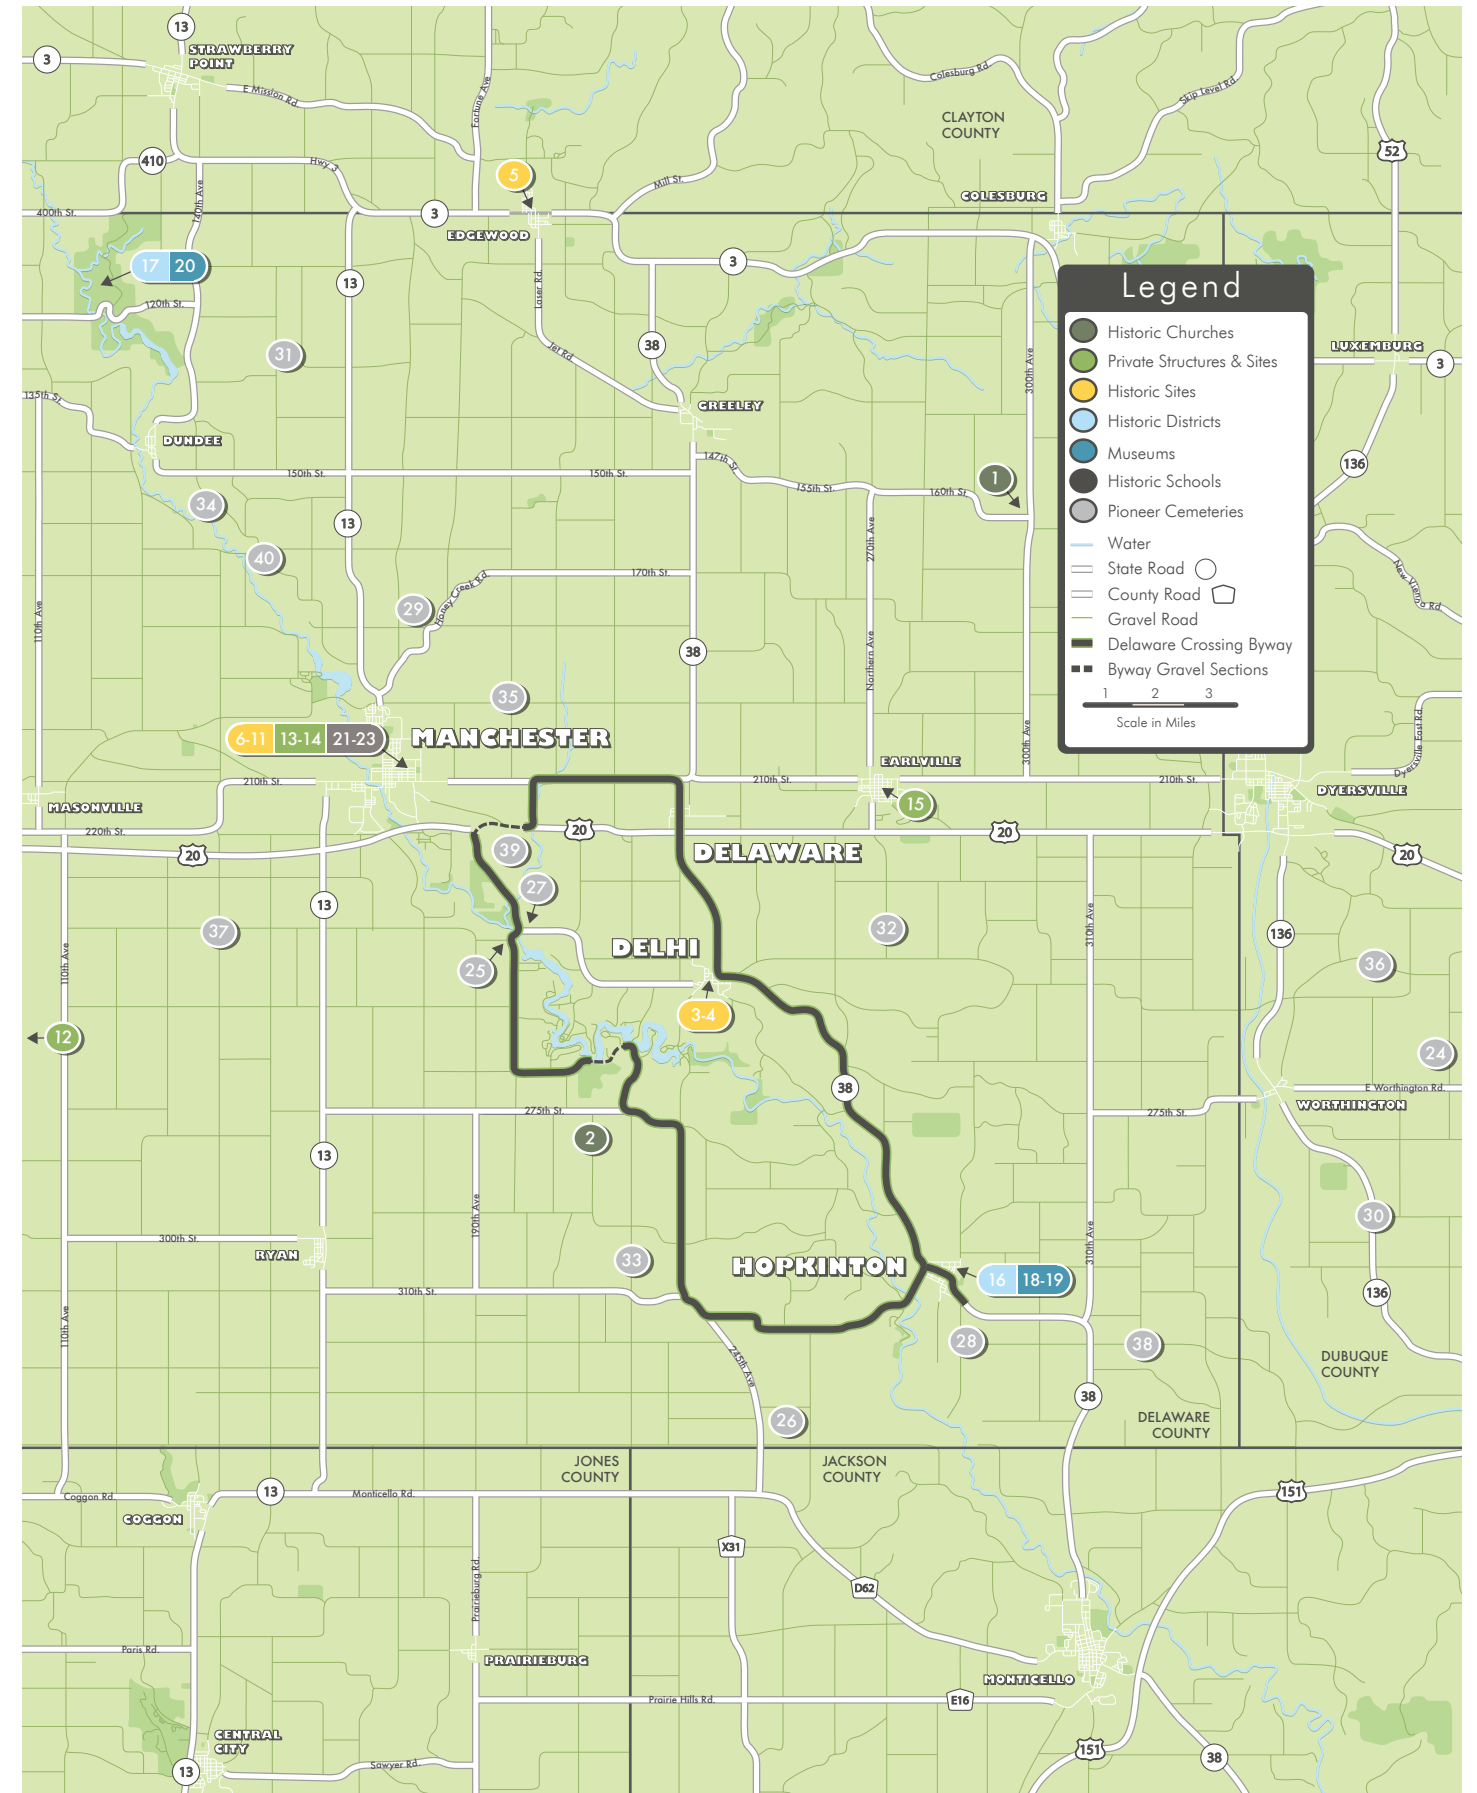 13
STRAWBERRY
POINT
3
E Mission Rd.
Fortune Ave
Colesburg Rd.
Skip Level Rd.
CLAYTON
COUNTY
52
410
Hwy 3
140th Ave
5
Mill St.
COLESBURG
400th St.
3
EDGEWOOD
17
20
3
13
120th St.
Laser Rd.
38
Jet Rd
31
300th Ave
Legend
Historic Churches
Private Structures & Sites
Historic Sites
Historic Districts
Museums
Historic Schools
Pioneer Cemeteries
Water
State Road
County Road
Gravel Road
Delaware Crossing Byway
Byway Gravel Sections
1 2 3
Scale in Miles
LUXEMBURG
3
135th St.
GREELEY
DUNDEE
147th St
150th St.
150th St.
155th St.
160th St.
1
136
34
13
40
270th Ave
170th St.
Honey Creek Rd.
29
110th Ave
New Vienna Rd
38
Northern Ave
35
6-11
13-14
21-23
MANCHESTER
300th Ave
Dyersville East Rd.
EARLVILLE
210th St.
210th St.
210th St.
DYERSVILLE
MASONVILLE
15
220th St.
20
20
20
20
39
DELAWARE
27
13
37
32
310th Ave
136
DELHI
110th Ave
25
36
3-4
12
24
38
E Worthington Rd.
WORTHINGTON
275th St.
275th St.
2
13
190th Ave
30
300th St.
RYAN
33
310th Ave
HOPKINTON
16
18-19
310th St.
136
110th Ave
28
38
245th Ave
DUBUQUE
COUNTY
38
26
DELAWARE
COUNTY
JONES
COUNTY
JACKSON
COUNTY
Coggon Rd.
13
Monticello Rd.
151
COGGON
X31
D62
Prairieburg Rd.
Paris Rd.
PRAIRIEBURG
MONTICELLO
Prairie Hills Rd.
E16
CENTRAL
CITY
151
38
Sawyer Rd.
13